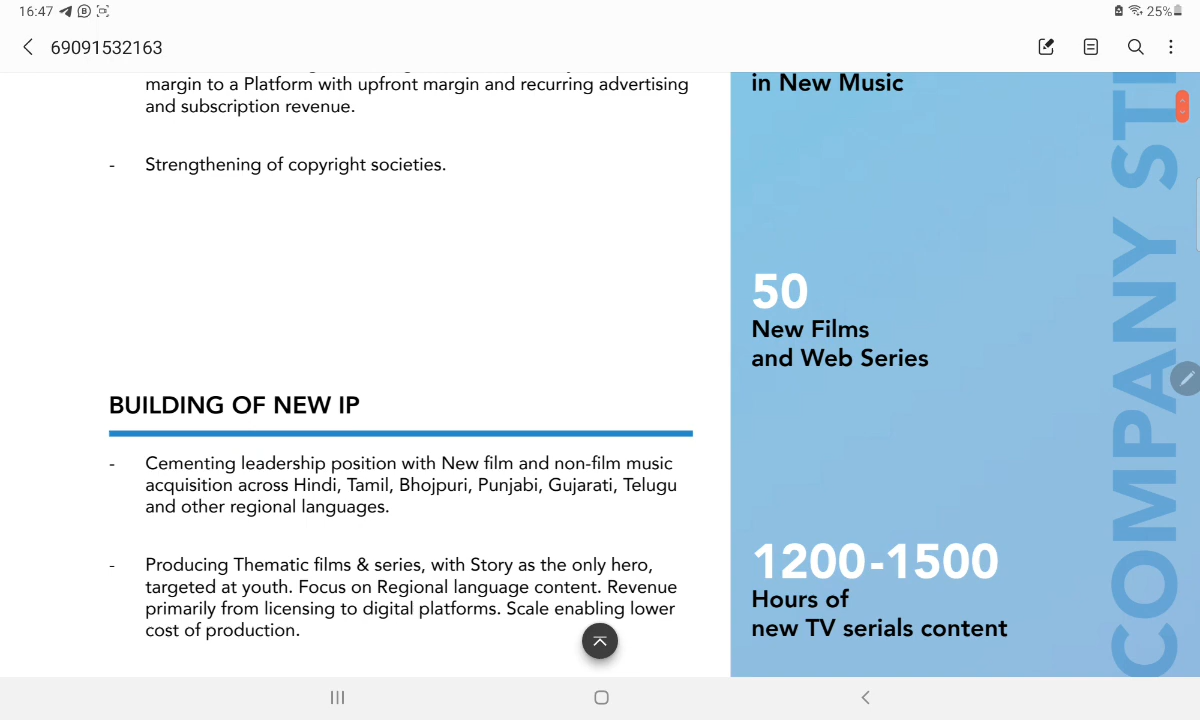 16:47
25%
69091532163
margin to a Platform with upfront margin and recurring advertising
and subscription revenue.
- Strengthening of copyright societies.
BUILDING OF NEW IP
- Cementing leadership position with New film and non-film music
acquisition across Hindi, Tamil, Bhojpuri, Punjabi, Gujarati, Telugu
and other regional languages.
- Producing Thematic films & series, with Story as the only hero,
targeted at youth. Focus on Regional language content. Revenue
primarily from licensing to digital platforms. Scale enabling lower
cost of production.
in New Music
50
New Films
and Web Series
1200-1500
Hours of
new TV serials content
COMPANY